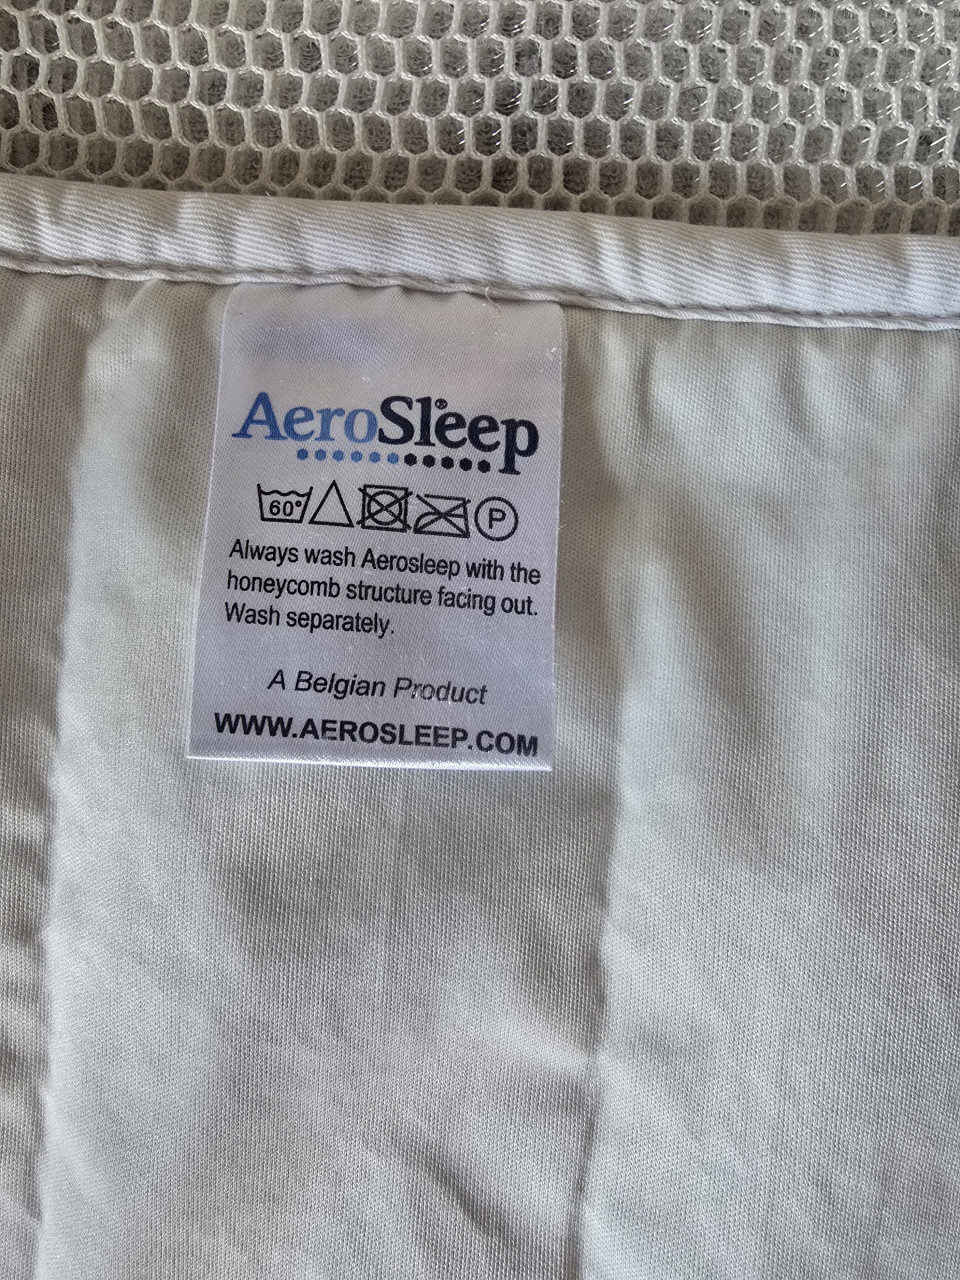 AeroSleep®
60° P
Always wash Aerosleep with the
honeycomb structure facing out.
Wash separately.
A Belgian Product
WWW.AEROSLEEP.COM